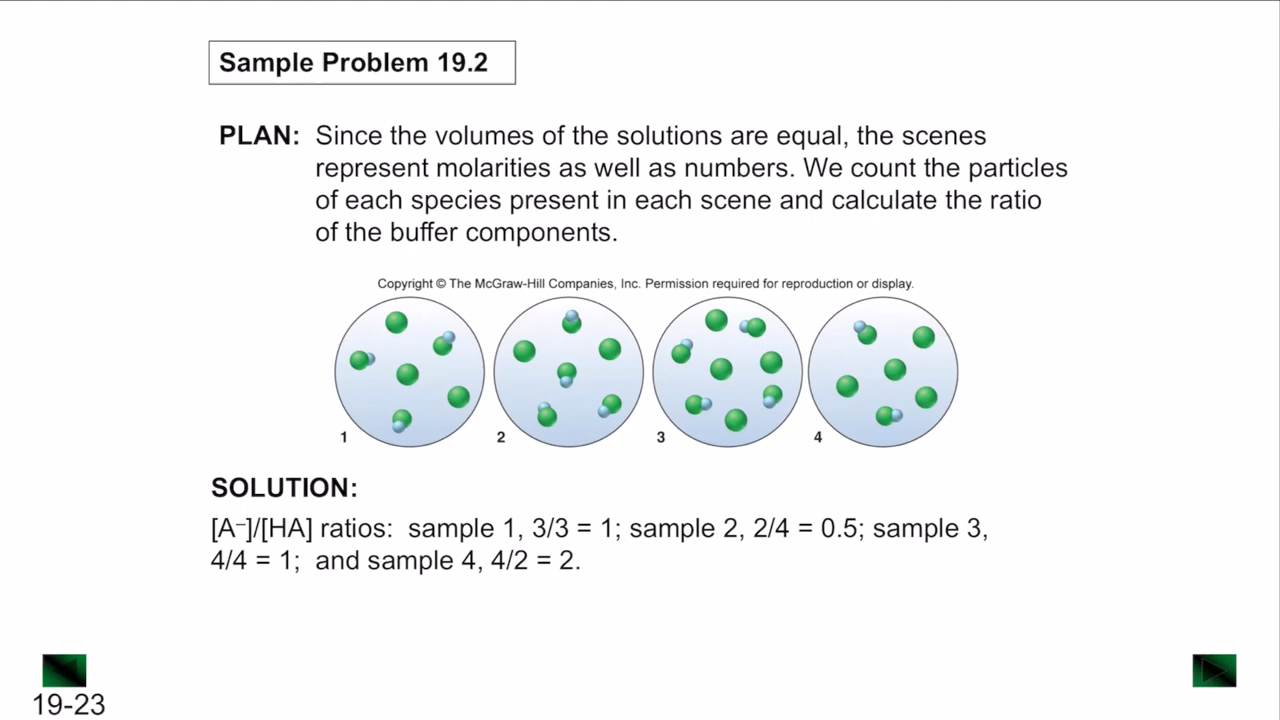 Sample Problem 19.2
PLAN: Since the volumes of the solutions are equal, the scenes
represent molarities as well as numbers. We count the particles
of each species present in each scene and calculate the ratio
of the buffer components.
Copyright © The McGraw-Hill Companies, Inc. Permission required for reproduction or display.
1 2 3 4
SOLUTION:
[A⁻]/[HA] ratios: sample 1, 3/3 = 1; sample 2, 2/4 = 0.5; sample 3,
4/4 = 1; and sample 4, 4/2 = 2.
19-23